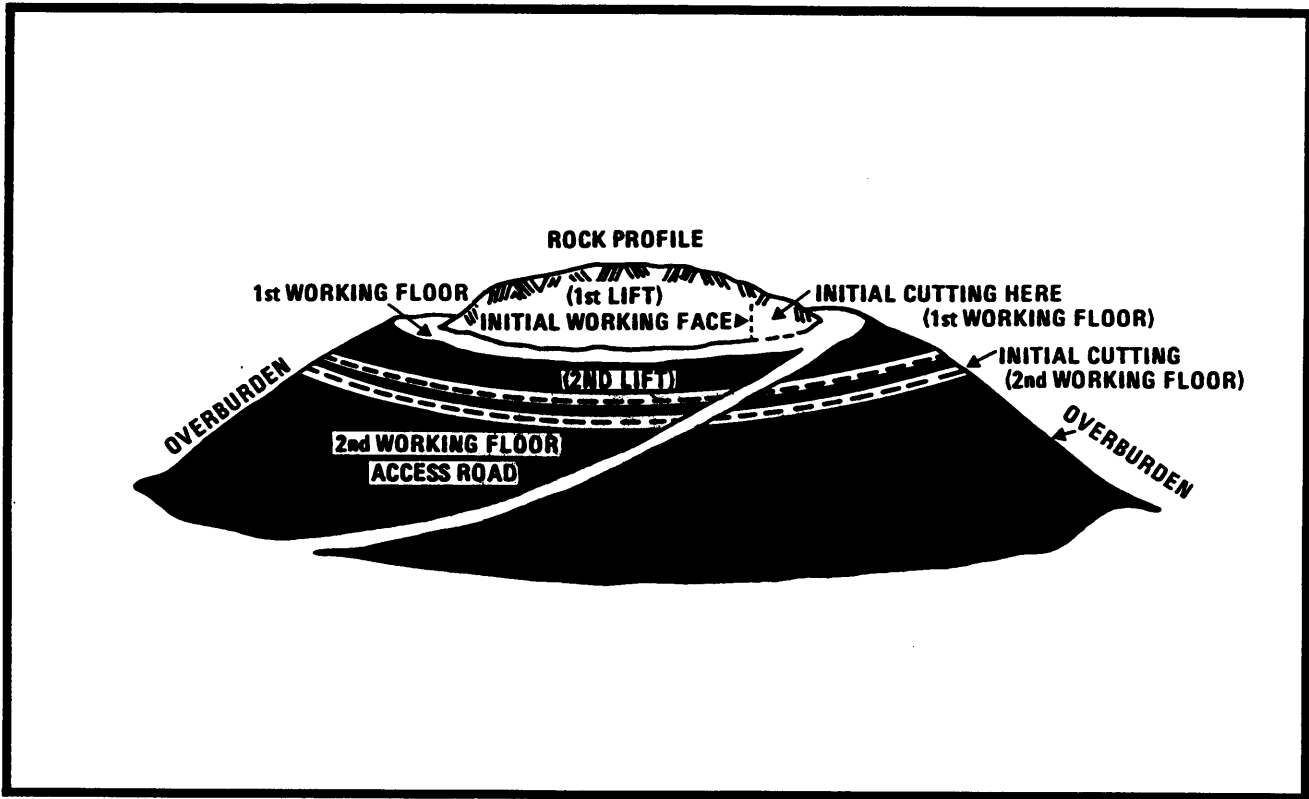 ROCK PROFILE
1st WORKING FLOOR
(1st LIFT)
INITIAL WORKING FACE
INITIAL CUTTING HERE
(1st WORKING FLOOR)
INITIAL CUTTING
(2nd WORKING FLOOR)
(2ND LIFT)
OVERBURDEN
OVERBURDEN
2nd WORKING FLOOR
ACCESS ROAD